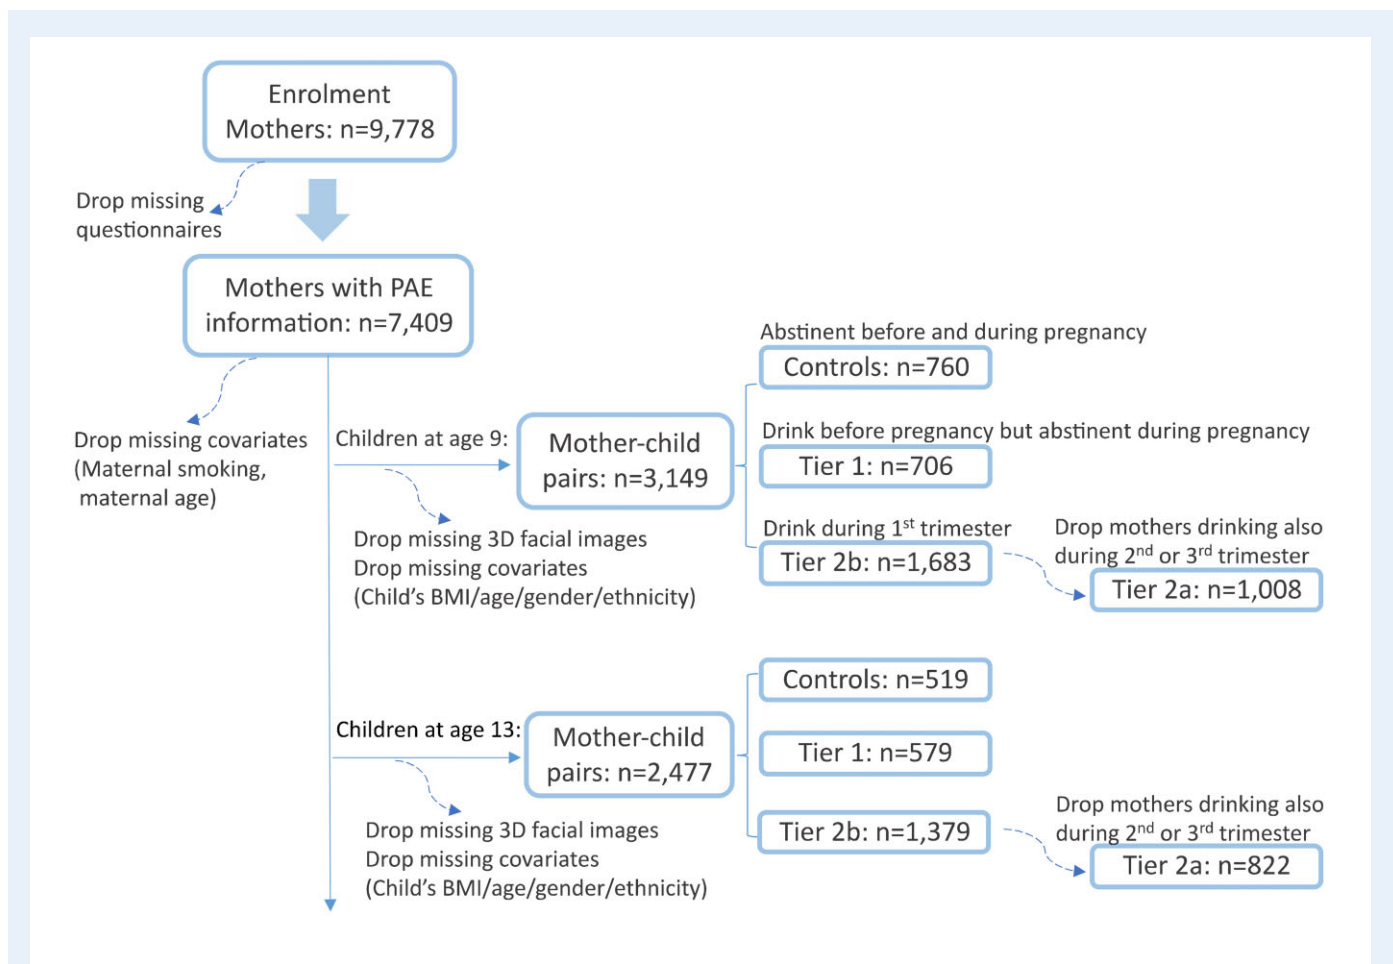 Enrolment
Mothers: n=9,778
Drop missing
questionnaires
Mothers with PAE
information: n=7,409
Drop missing covariates
(Maternal smoking,
maternal age)
Children at age 9:
Mother-child
pairs: n=3,149
Drop missing 3D facial images
Drop missing covariates
(Child's BMI/age/gender/ethnicity)
Abstinent before and during pregnancy
Controls: n=760
Drink before pregnancy but abstinent during pregnancy
Tier 1: n=706
Drink during 1st trimester
Tier 2b: n=1,683
Drop mothers drinking also
during 2nd or 3rd trimester
Tier 2a: n=1,008
Children at age 13:
Mother-child
pairs: n=2,477
Drop missing 3D facial images
Drop missing covariates
(Child's BMI/age/gender/ethnicity)
Controls: n=519
Tier 1: n=579
Tier 2b: n=1,379
Drop mothers drinking also
during 2nd or 3rd trimester
Tier 2a: n=822